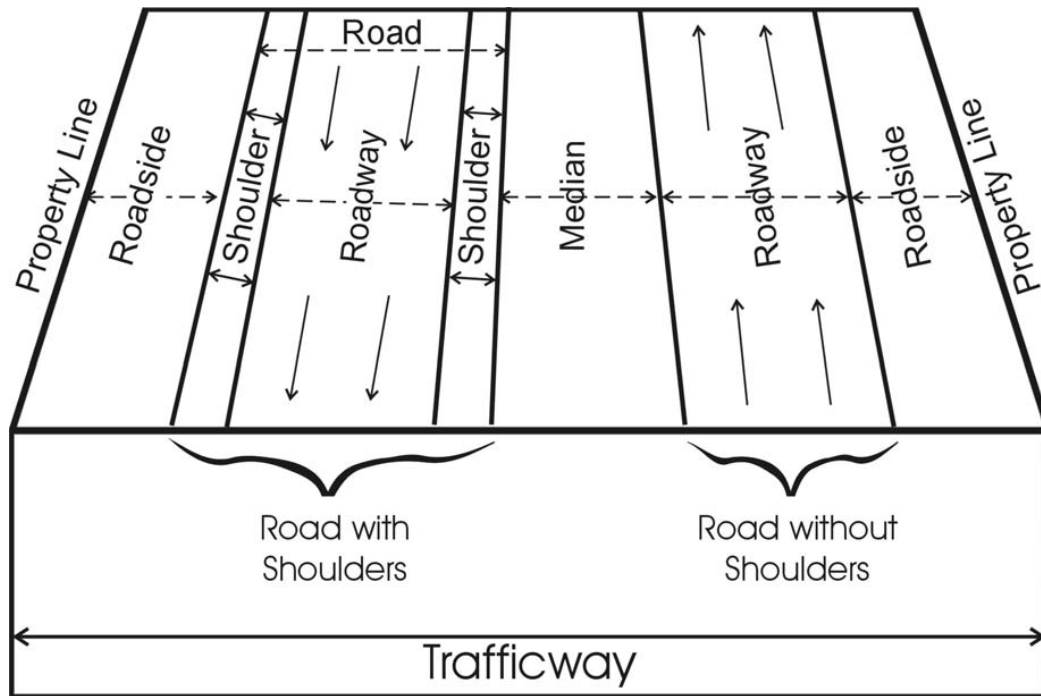 Road
Property Line
Roadside
Shoulder
Roadway
Shoulder
Median
Roadway
Roadside
Property Line
Road with
Shoulders
Road without
Shoulders
Trafficway